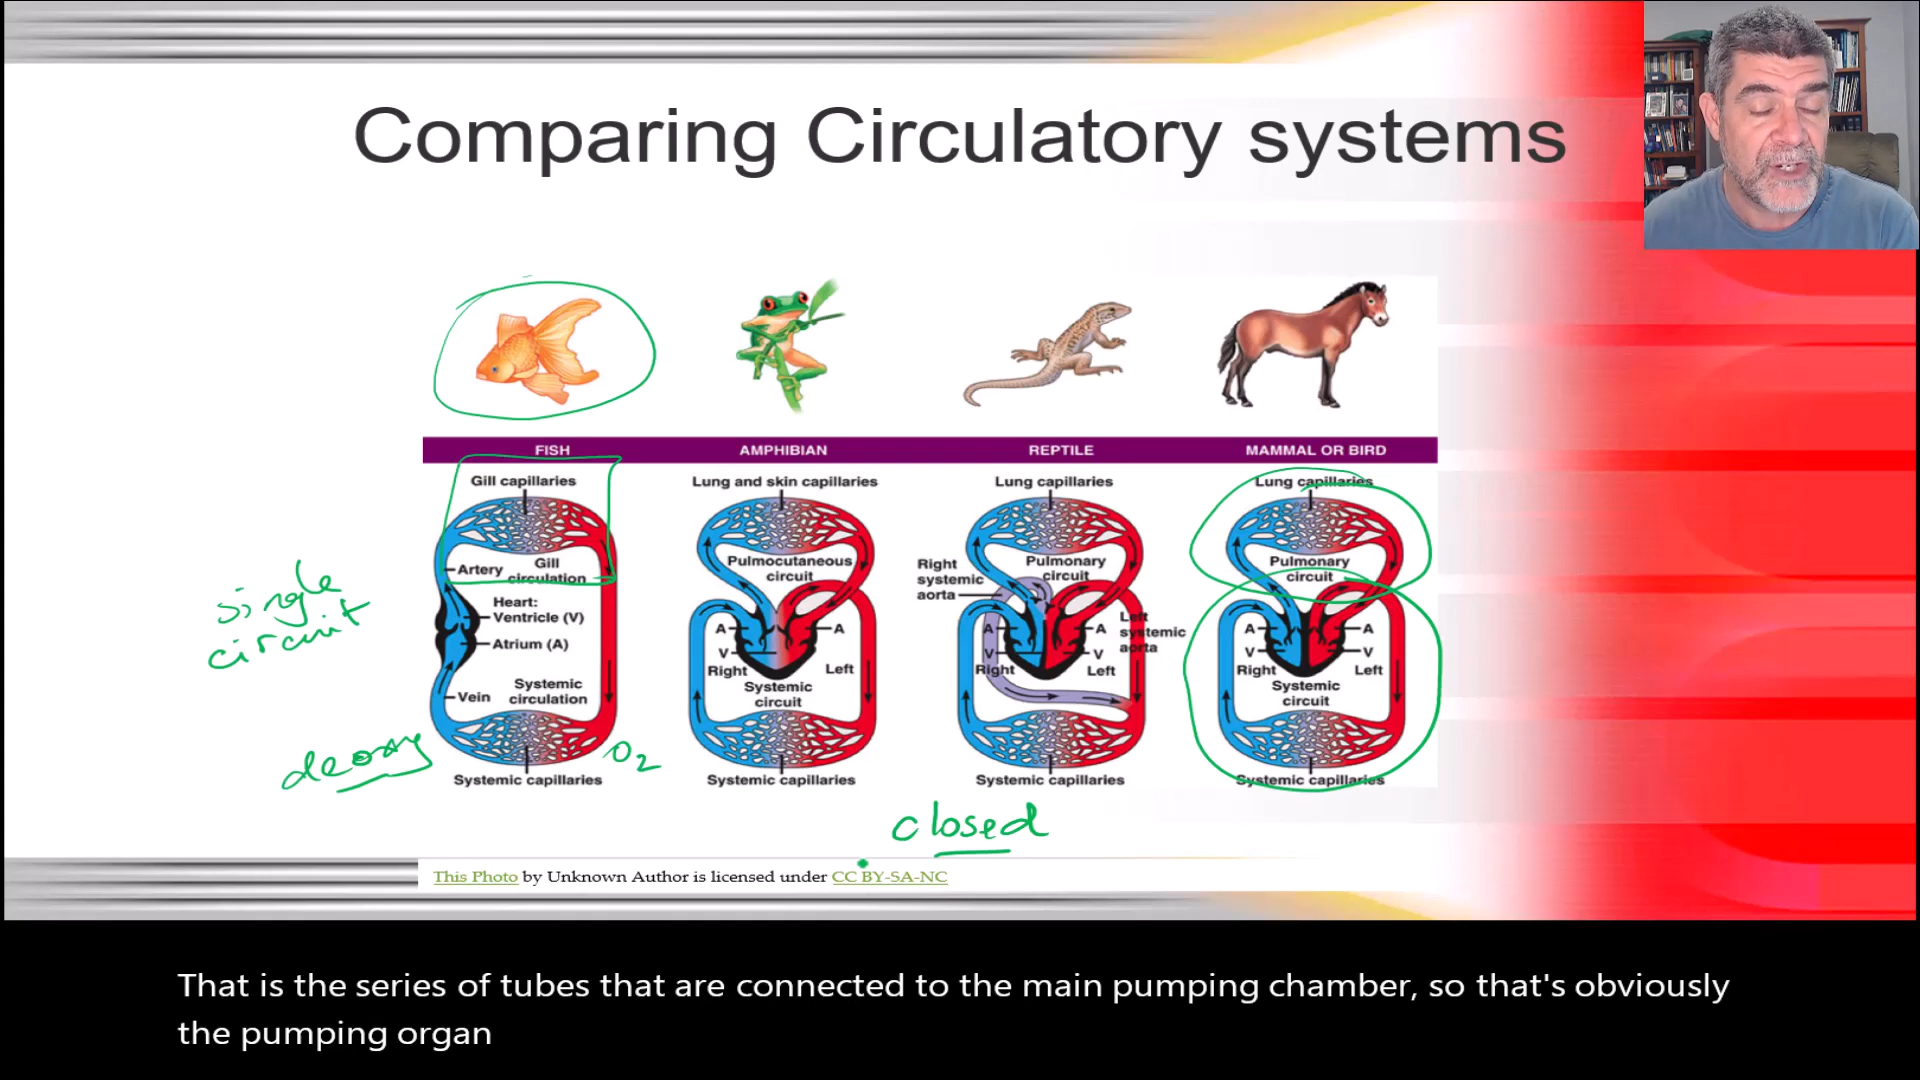 Comparing Circulatory systems
FISH
AMPHIBIAN
REPTILE
MAMMAL OR BIRD
Gill capillaries
Artery
Gill
circulation
Heart:
Ventricle (V)
Atrium (A)
Vein
Systemic
circulation
Systemic capillaries
single
circuit
deoxy
O2
Lung and skin capillaries
Pulmocutaneous
circuit
A
A
V
Right
Left
Systemic
circuit
Systemic capillaries
Lung capillaries
Right
systemic
aorta
Pulmonary
circuit
A
A
Left
systemic
aorta
V
V
Right
Left
Systemic capillaries
Lung capillaries
Pulmonary
circuit
A
A
V
V
Right
Left
Systemic
circuit
Systemic capillaries
closed
This Photo by Unknown Author is licensed under CC BY-SA-NC
That is the series of tubes that are connected to the main pumping chamber, so that's obviously
the pumping organ